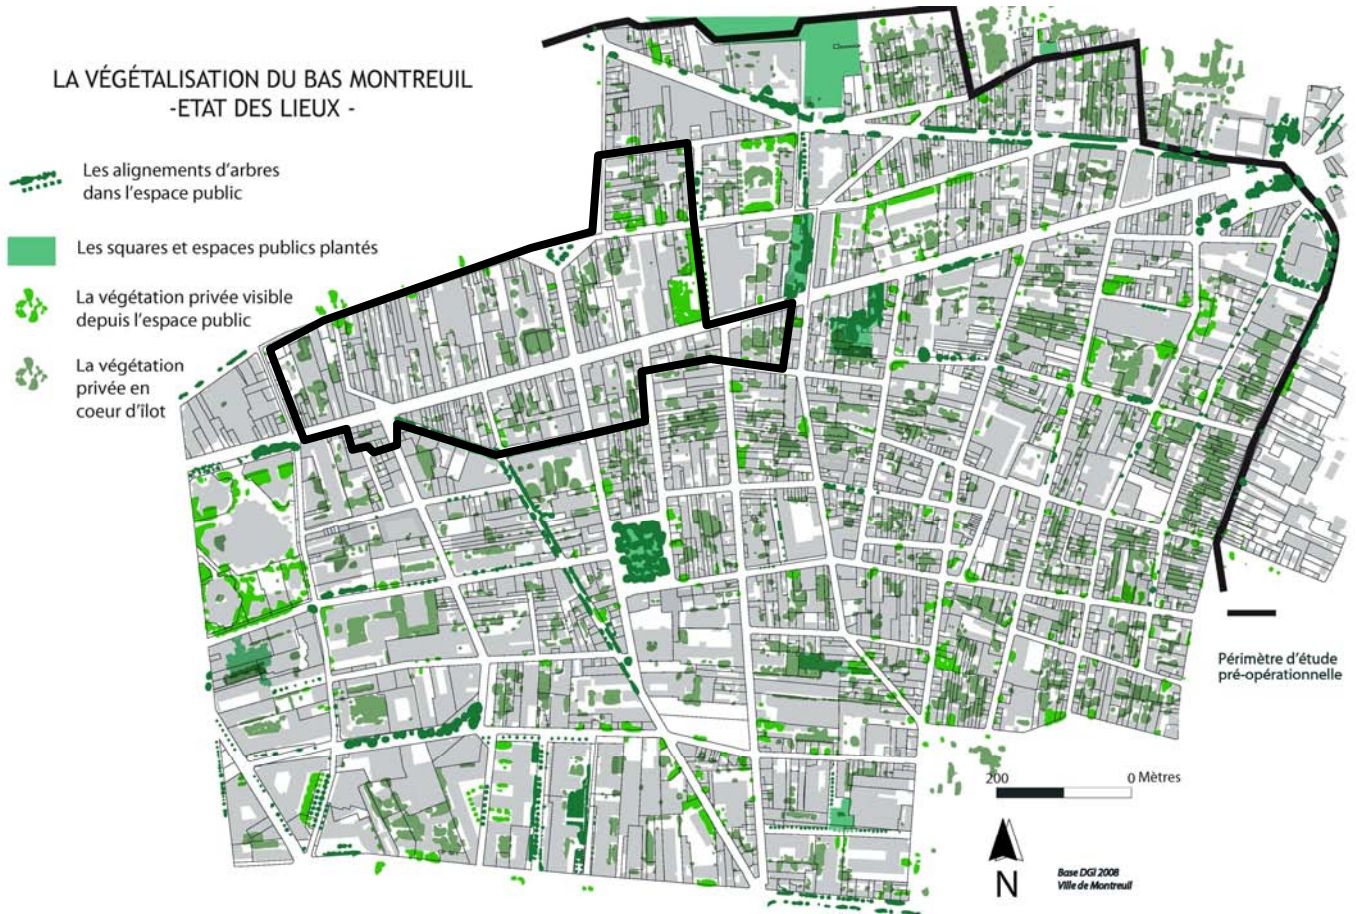 LA VÉGÉTALISATION DU BAS MONTREUIL
-ETAT DES LIEUX -
Les alignements d'arbres
dans l'espace public
Les squares et espaces publics plantés
La végétation privée visible
depuis l'espace public
La végétation
privée en
coeur d'îlot
Périmètre d'étude
pré-opérationnelle
200 0 Mètres
N
Base DGI 2008
Ville de Montreuil